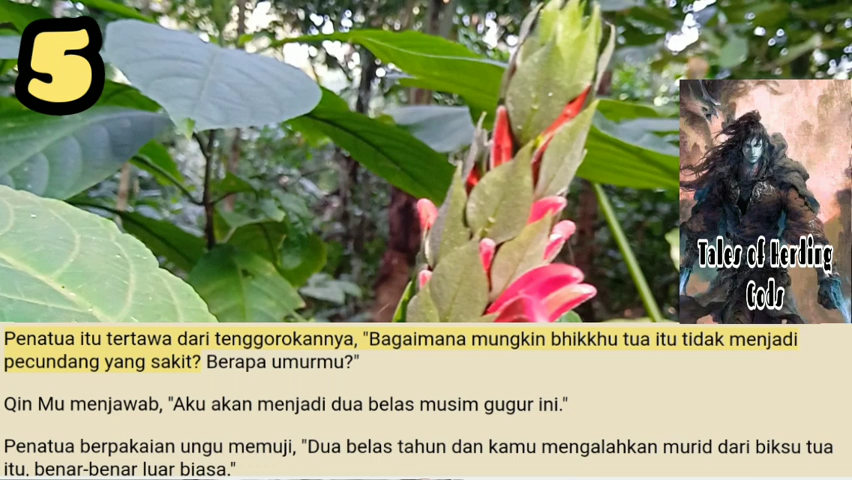 5
Tales of Herding
Gods
Penatua itu tertawa dari tenggorokannya, "Bagaimana mungkin bhikkhu tua itu tidak menjadi
pecundang yang sakit? Berapa umurmu?"
Qin Mu menjawab, "Aku akan menjadi dua belas musim gugur ini."
Penatua berpakaian ungu memuji, "Dua belas tahun dan kamu mengalahkan murid dari biksu tua
itu, benar-benar luar biasa."